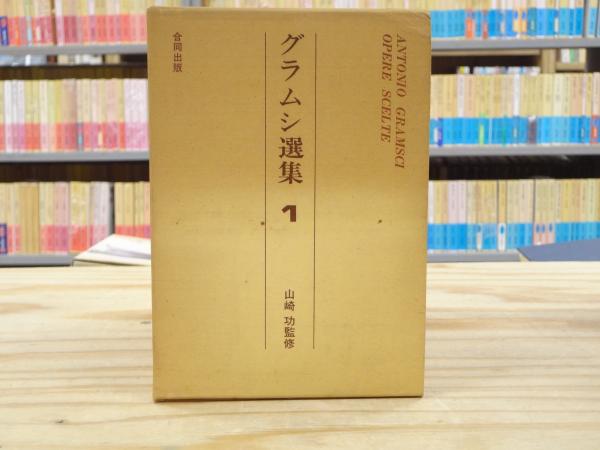 ANTONIO GRAMSCI
OPERE SCELTE
グラムシ選集 1
山崎 功監修
合同出版